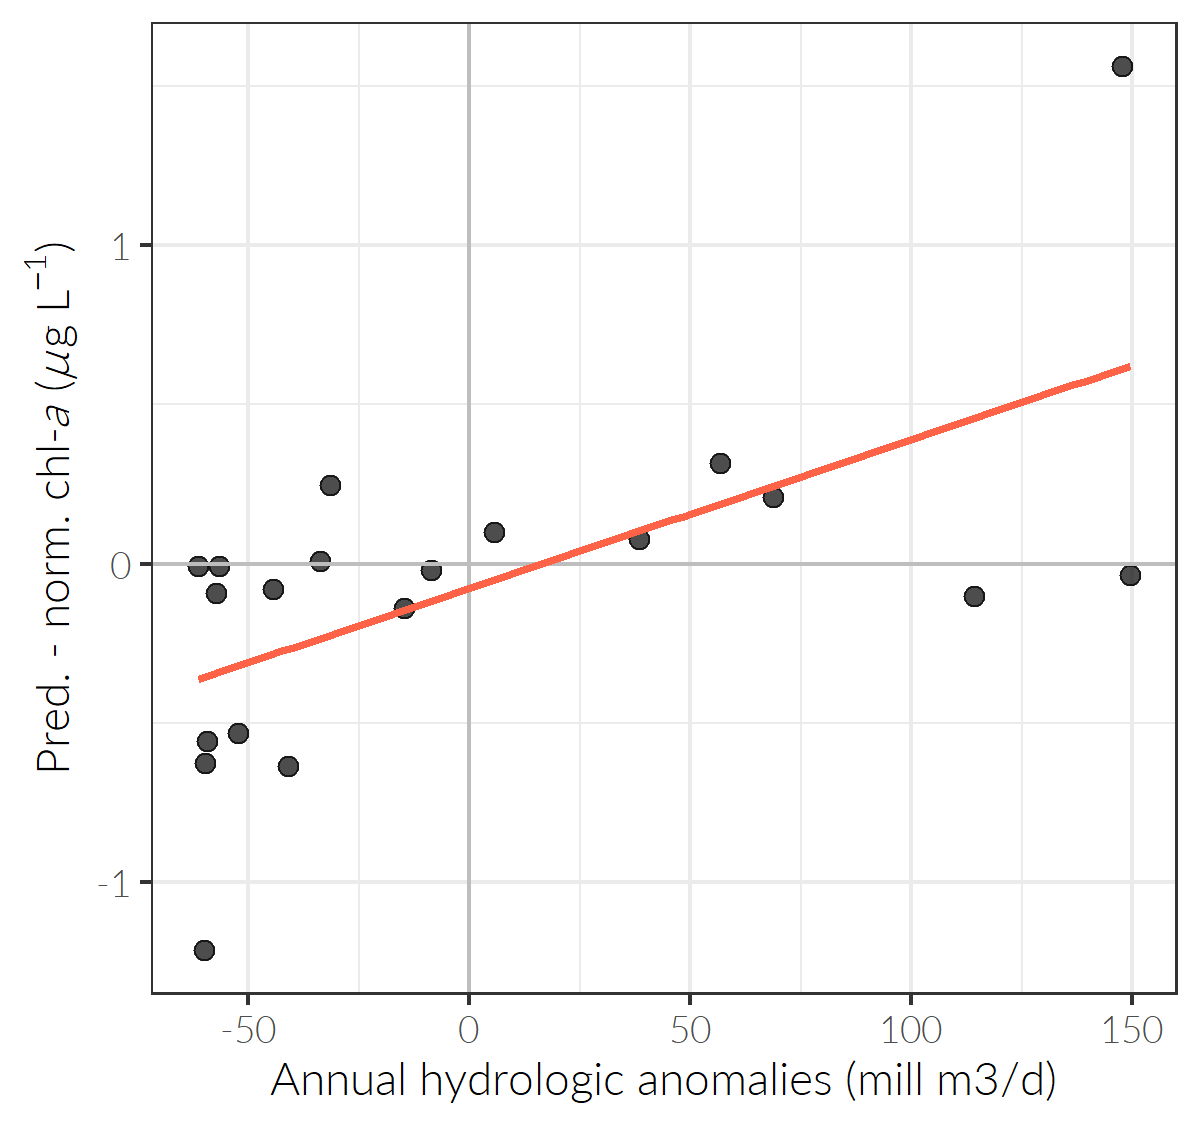 Pred. - norm. chl-a (μg L⁻¹)
1
0
-1
-50 0 50 100 150
Annual hydrologic anomalies (mill m3/d)